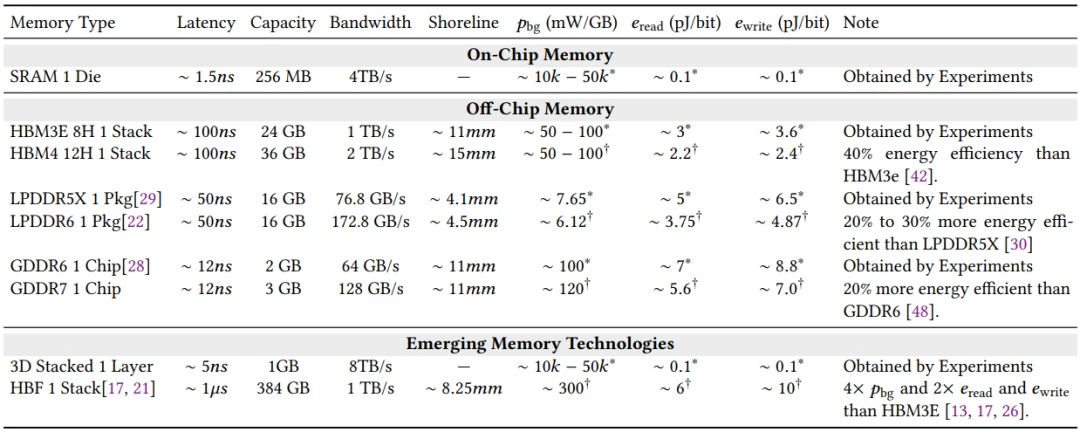 Memory Type Latency Capacity Bandwidth Shoreline p_bg (mW/GB) e_read (pJ/bit) e_write (pJ/bit) Note
On-Chip Memory
SRAM 1 Die ~ 1.5ns 256 MB 4TB/s — ~ 10k − 50k* ~ 0.1* ~ 0.1* Obtained by Experiments
Off-Chip Memory
HBM3E 8H 1 Stack ~ 100ns 24 GB 1 TB/s ~ 11mm ~ 50 − 100* ~ 3* ~ 3.6* Obtained by Experiments
HBM4 12H 1 Stack ~ 100ns 36 GB 2 TB/s ~ 15mm ~ 50 − 100† ~ 2.2† ~ 2.4† 40% energy efficiency than
HBM3e [42].
LPDDR5X 1 Pkg[29] ~ 50ns 16 GB 76.8 GB/s ~ 4.1mm ~ 7.65* ~ 5* ~ 6.5* Obtained by Experiments
LPDDR6 1 Pkg[22] ~ 50ns 16 GB 172.8 GB/s ~ 4.5mm ~ 6.12† ~ 3.75† ~ 4.87† 20% to 30% more energy effi-
cient than LPDDR5X [30]
GDDR6 1 Chip[28] ~ 12ns 2 GB 64 GB/s ~ 11mm ~ 100* ~ 7* ~ 8.8* Obtained by Experiments
GDDR7 1 Chip ~ 12ns 3 GB 128 GB/s ~ 11mm ~ 120† ~ 5.6† ~ 7.0† 20% more energy efficient than
GDDR6 [48].
Emerging Memory Technologies
3D Stacked 1 Layer ~ 5ns 1GB 8TB/s — ~ 10k − 50k* ~ 0.1* ~ 0.1* Obtained by Experiments
HBF 1 Stack[17, 21] ~ 1μs 384 GB 1 TB/s ~ 8.25mm ~ 300† ~ 6† ~ 10† 4× p_bg and 2× e_read and e_write
than HBM3E [13, 17, 26].